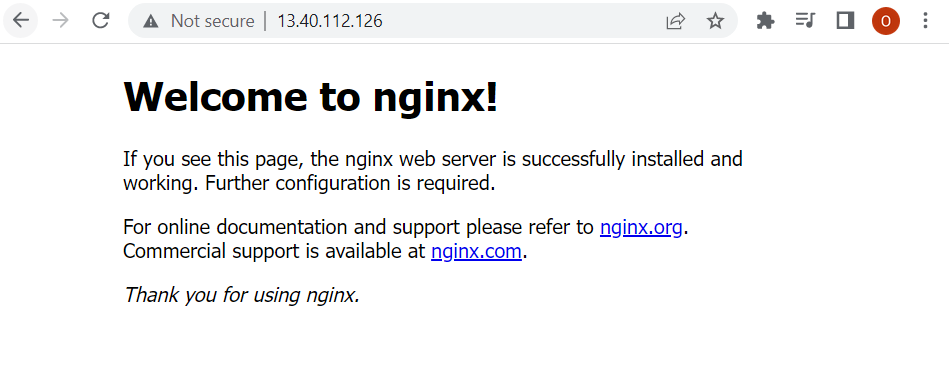 Not secure | 13.40.112.126
O
Welcome to nginx!
If you see this page, the nginx web server is successfully installed and
working. Further configuration is required.
For online documentation and support please refer to nginx.org.
Commercial support is available at nginx.com.
Thank you for using nginx.